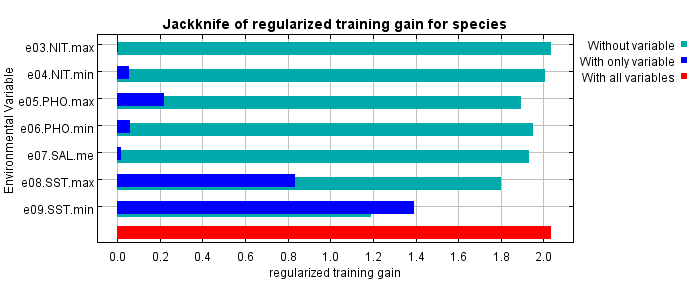 Jackknife of regularized training gain for species
Environmental Variable
e03.NIT.max
e04.NIT.min
e05.PHO.max
e06.PHO.min
e07.SAL.me
e08.SST.max
e09.SST.min
0.0 0.2 0.4 0.6 0.8 1.0 1.2 1.4 1.6 1.8 2.0
regularized training gain
Without variable
With only variable
With all variables